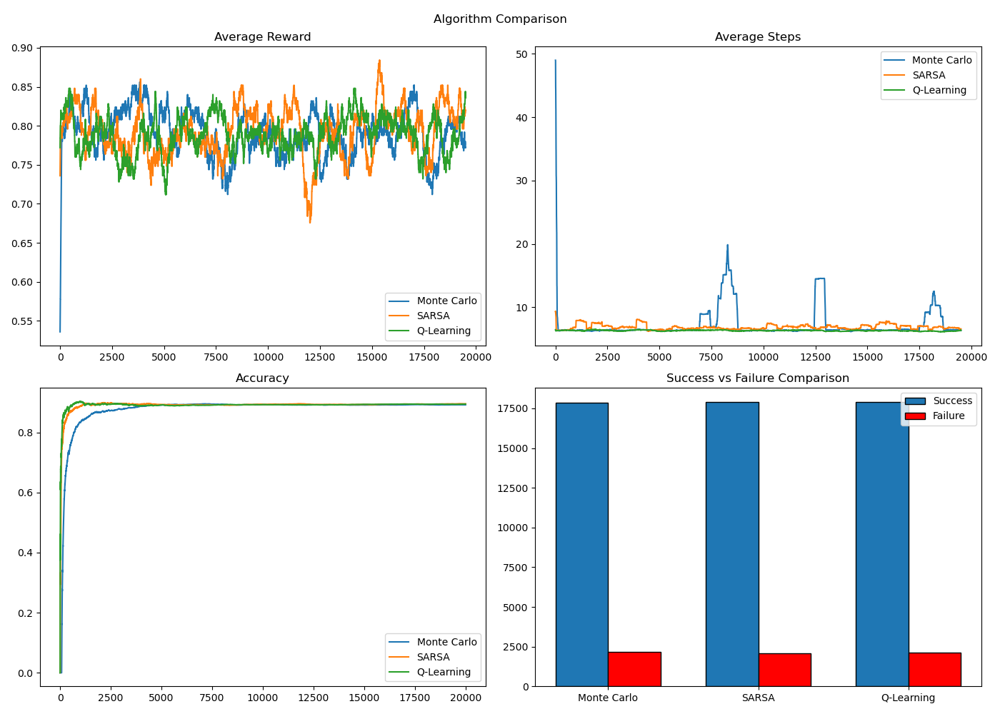 Algorithm Comparison
Average Reward
0.90
0.85
0.80
0.75
0.70
0.65
0.60
0.55
0 2500 5000 7500 10000 12500 15000 17500 20000
Monte Carlo
SARSA
Q-Learning
Average Steps
50
40
30
20
10
0 2500 5000 7500 10000 12500 15000 17500 20000
Monte Carlo
SARSA
Q-Learning
Accuracy
0.8
0.6
0.4
0.2
0.0
0 2500 5000 7500 10000 12500 15000 17500 20000
Monte Carlo
SARSA
Q-Learning
Success vs Failure Comparison
17500
15000
12500
10000
7500
5000
2500
0
Monte Carlo SARSA Q-Learning
Success
Failure